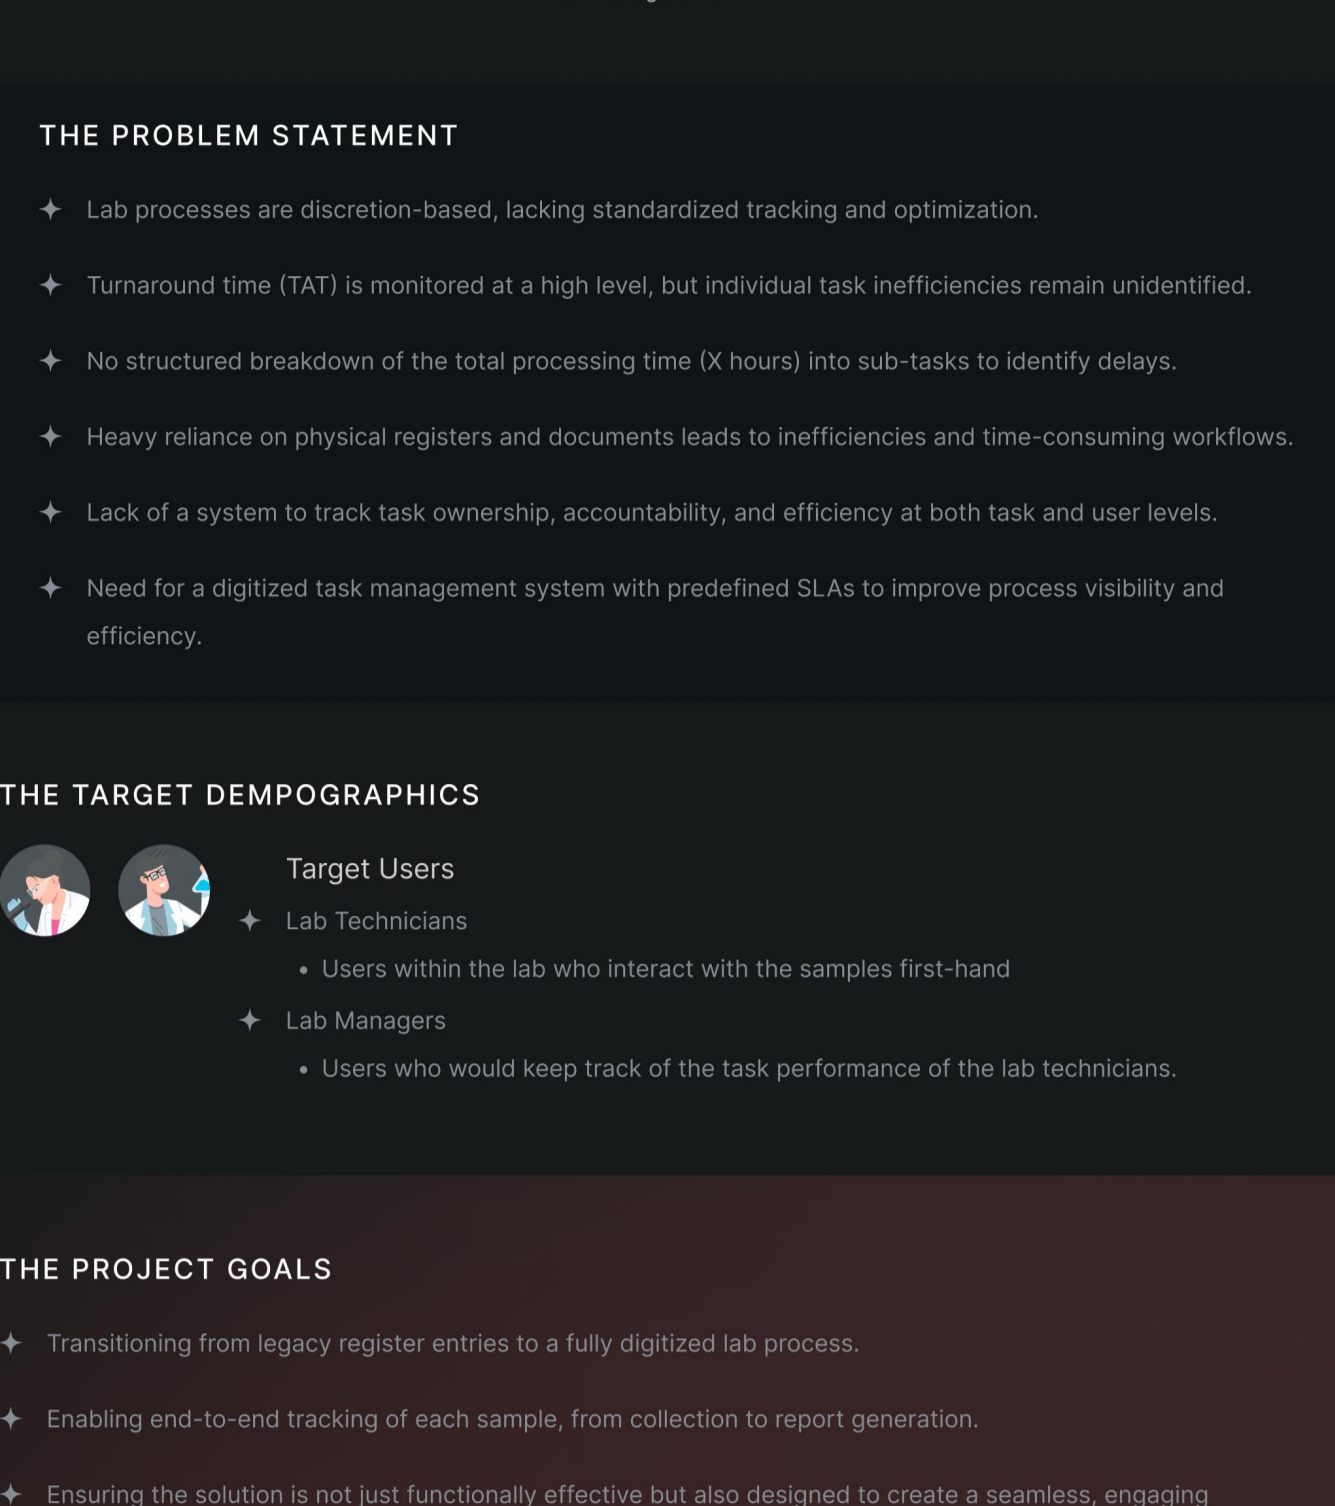 THE PROBLEM STATEMENT
Lab processes are discretion-based, lacking standardized tracking and optimization.
Turnaround time (TAT) is monitored at a high level, but individual task inefficiencies remain unidentified.
No structured breakdown of the total processing time (X hours) into sub-tasks to identify delays.
Heavy reliance on physical registers and documents leads to inefficiencies and time-consuming workflows.
Lack of a system to track task ownership, accountability, and efficiency at both task and user levels.
Need for a digitized task management system with predefined SLAs to improve process visibility and
efficiency.
THE TARGET DEMPOGRAPHICS
Target Users
Lab Technicians
Users within the lab who interact with the samples first-hand
Lab Managers
Users who would keep track of the task performance of the lab technicians.
THE PROJECT GOALS
Transitioning from legacy register entries to a fully digitized lab process.
Enabling end-to-end tracking of each sample, from collection to report generation.
Ensuring the solution is not just functionally effective but also designed to create a seamless, engaging